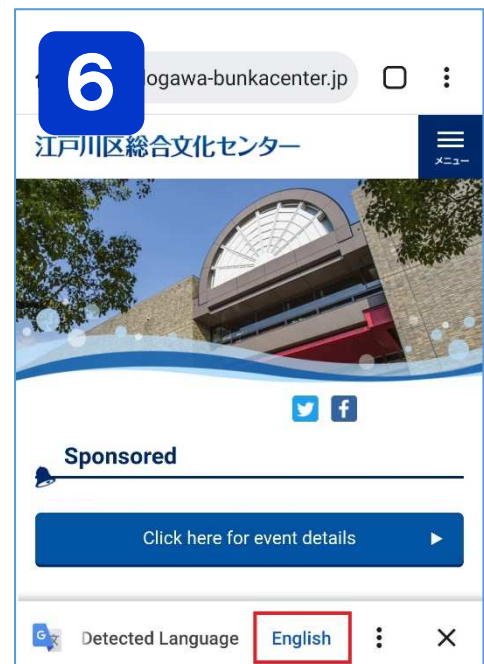 6
ogawa-bunkacenter.jp
江戸川区総合文化センター
メニュー
Sponsored
Click here for event details
Detected Language English